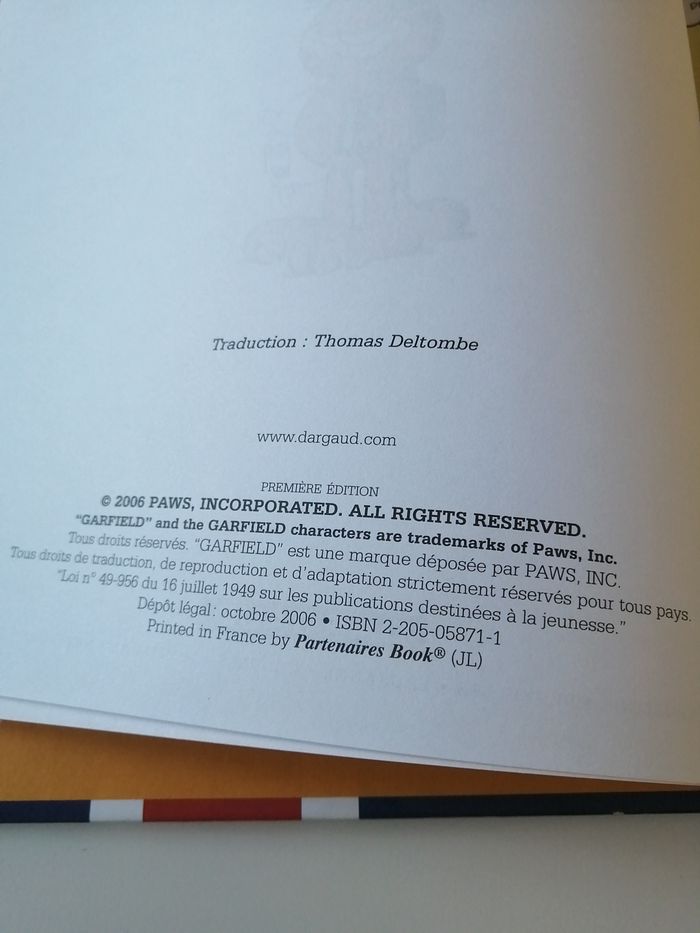 Traduction : Thomas Deltombe
www.dargaud.com
PREMIÈRE ÉDITION
© 2006 PAWS, INCORPORATED. ALL RIGHTS RESERVED.
"GARFIELD" and the GARFIELD characters are trademarks of Paws, Inc.
Tous droits réservés. "GARFIELD" est une marque déposée par PAWS, INC.
Tous droits de traduction, de reproduction et d'adaptation strictement réservés pour tous pays.
"Loi n° 49-956 du 16 juillet 1949 sur les publications destinées à la jeunesse."
Dépôt légal : octobre 2006 • ISBN 2-205-05871-1
Printed in France by Partenaires Book® (JL)